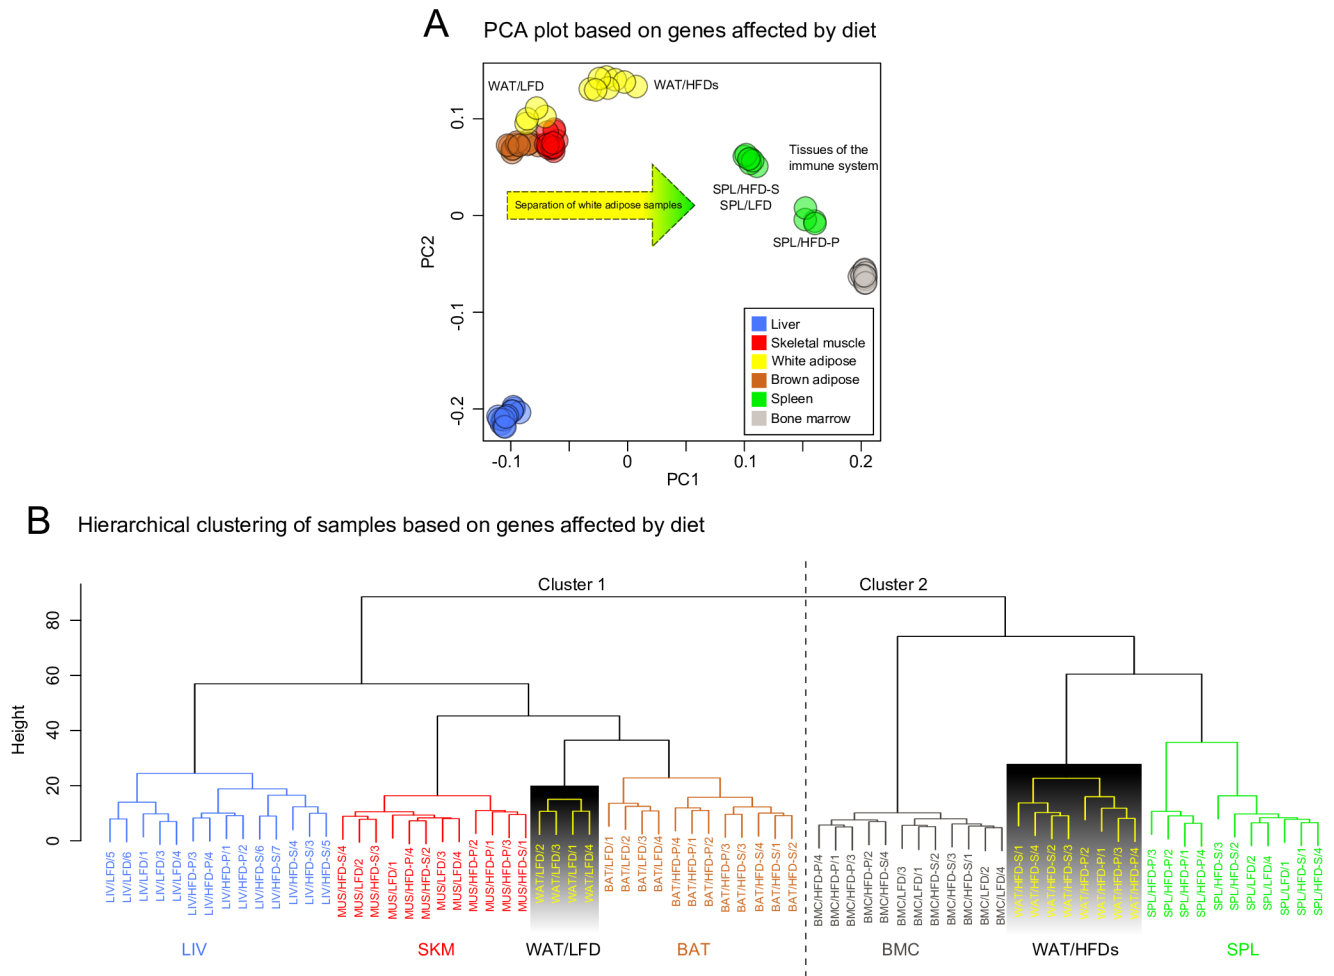 A
PCA plot based on genes affected by diet
WAT/LFD
WAT/HFDs
Tissues of the
immune system
Separation of white adipose samples
SPL/HFD-S
SPL/LFD
SPL/HFD-P
PC2
0.1
0
-0.1
-0.2
Liver
Skeletal muscle
White adipose
Brown adipose
Spleen
Bone marrow
-0.1
0
0.1
0.2
PC1
B
Hierarchical clustering of samples based on genes affected by diet
Cluster 1
Cluster 2
Height
80
60
40
20
0
LIV/LFD/5
LIV/LFD/6
LIV/LFD/1
LIV/LFD/3
LIV/LFD/4
LIV/HFD-P/3
LIV/HFD-P/4
LIV/HFD-P/1
LIV/HFD-P/2
LIV/HFD-S/6
LIV/HFD-S/7
LIV/HFD-S/4
LIV/HFD-S/3
LIV/HFD-S/5
MUS/HFD-S/4
MUS/LFD/2
MUS/HFD-S/3
MUS/LFD/1
MUS/HFD-P/4
MUS/HFD-S/2
MUS/LFD/3
MUS/LFD/4
MUS/HFD-P/2
MUS/HFD-P/1
MUS/HFD-P/3
MUS/HFD-S/1
WAT/LFD/2
WAT/LFD/3
WAT/LFD/1
WAT/LFD/4
BAT/LFD/1
BAT/LFD/2
BAT/LFD/3
BAT/LFD/4
BAT/HFD-P/4
BAT/HFD-P/1
BAT/HFD-P/2
BAT/HFD-P/3
BAT/HFD-S/3
BAT/HFD-S/4
BAT/HFD-S/1
BAT/HFD-S/2
BMC/HFD-P/4
BMC/HFD-P/1
BMC/HFD-P/3
BMC/HFD-P/2
BMC/HFD-S/4
BMC/LFD/3
BMC/LFD/1
BMC/HFD-S/2
BMC/HFD-S/3
BMC/HFD-S/1
BMC/LFD/2
BMC/LFD/4
WAT/HFD-S/1
WAT/HFD-S/4
WAT/HFD-S/2
WAT/HFD-S/3
WAT/HFD-P/2
WAT/HFD-P/1
WAT/HFD-P/3
WAT/HFD-P/4
SPL/HFD-P/3
SPL/HFD-P/2
SPL/HFD-P/1
SPL/HFD-P/4
SPL/HFD-S/3
SPL/HFD-S/2
SPL/LFD/2
SPL/LFD/4
SPL/LFD/1
SPL/HFD-S/1
SPL/HFD-S/4
LIV
SKM
WAT/LFD
BAT
BMC
WAT/HFDs
SPL